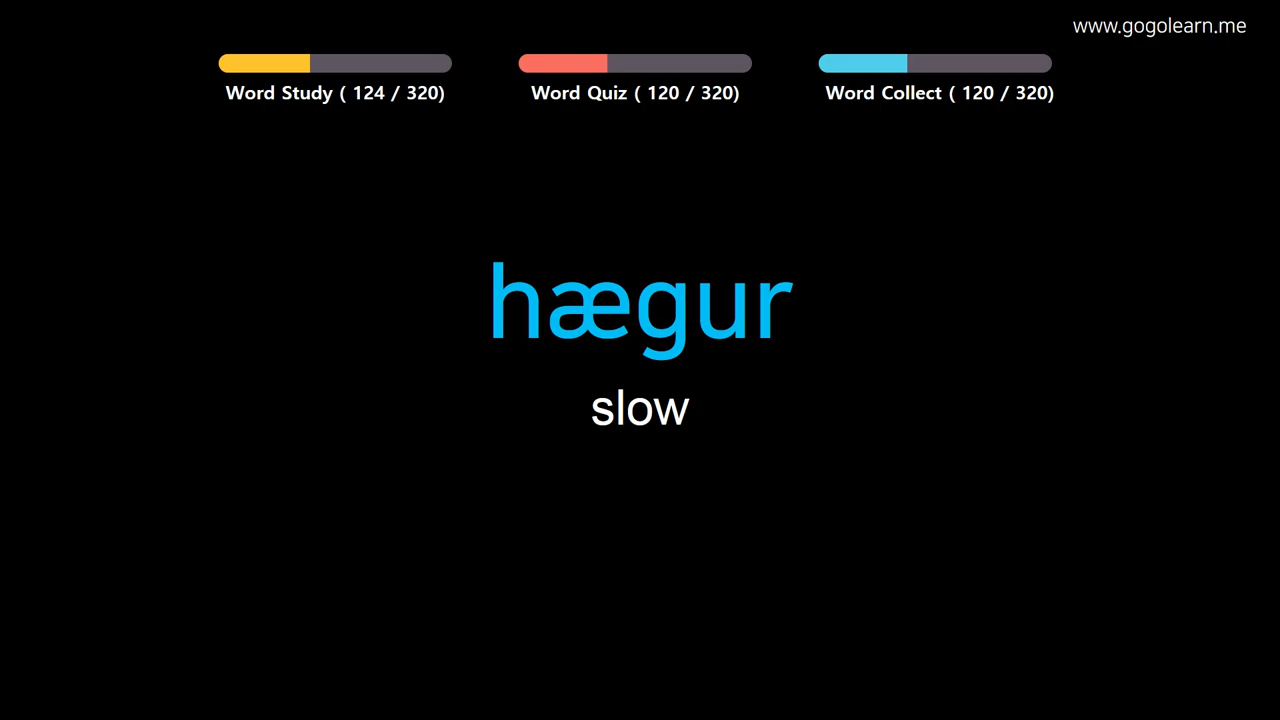 www.gogolearn.me
Word Study ( 124 / 320)
Word Quiz ( 120 / 320)
Word Collect ( 120 / 320)
hægur
slow